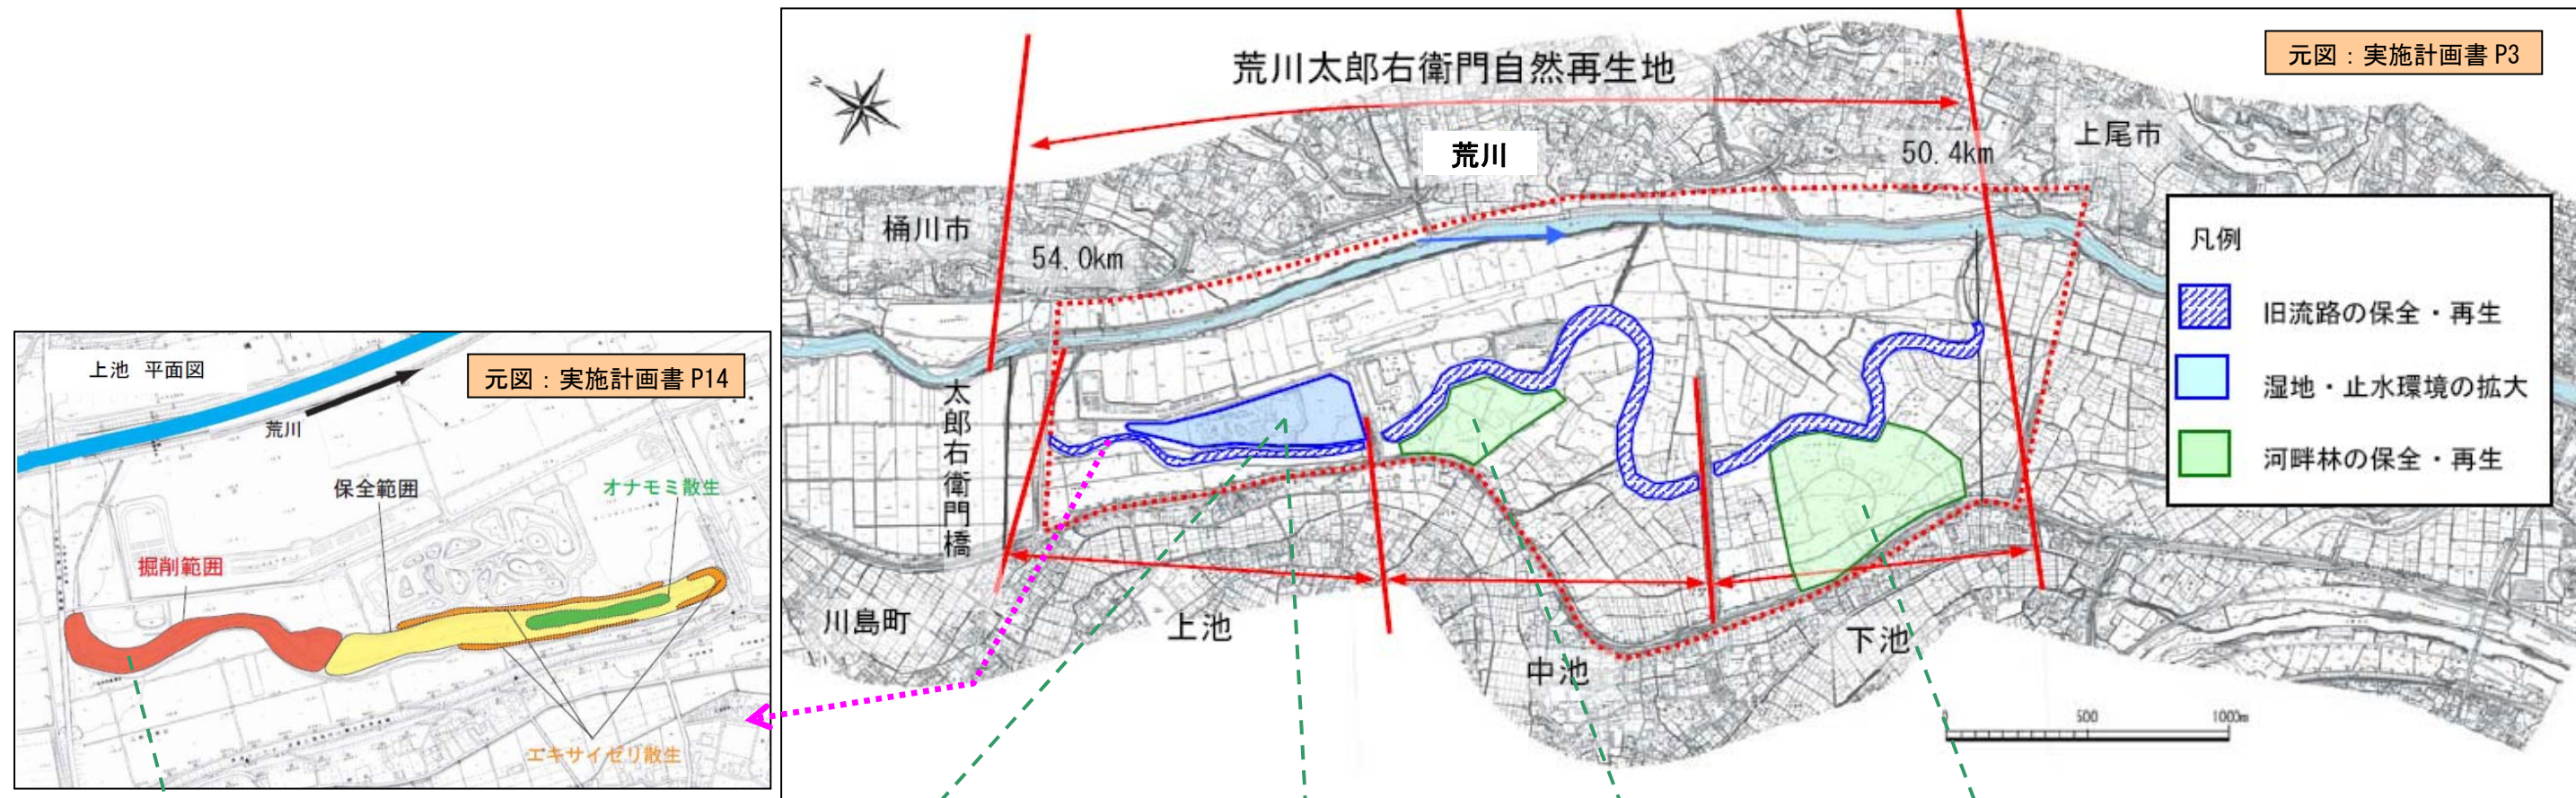 上池 平面図
元図：実施計画書 P14
荒川
保全範囲
オナモミ散生
掘削範囲
エキサイゼリ散生
元図：実施計画書 P3
荒川太郎右衛門自然再生地
荒川
50.4km
上尾市
桶川市
54.0km
太郎右衛門橋
川島町
上池
中池
下池
凡例
旧流路の保全・再生
湿地・止水環境の拡大
河畔林の保全・再生
N
0 500 1000m